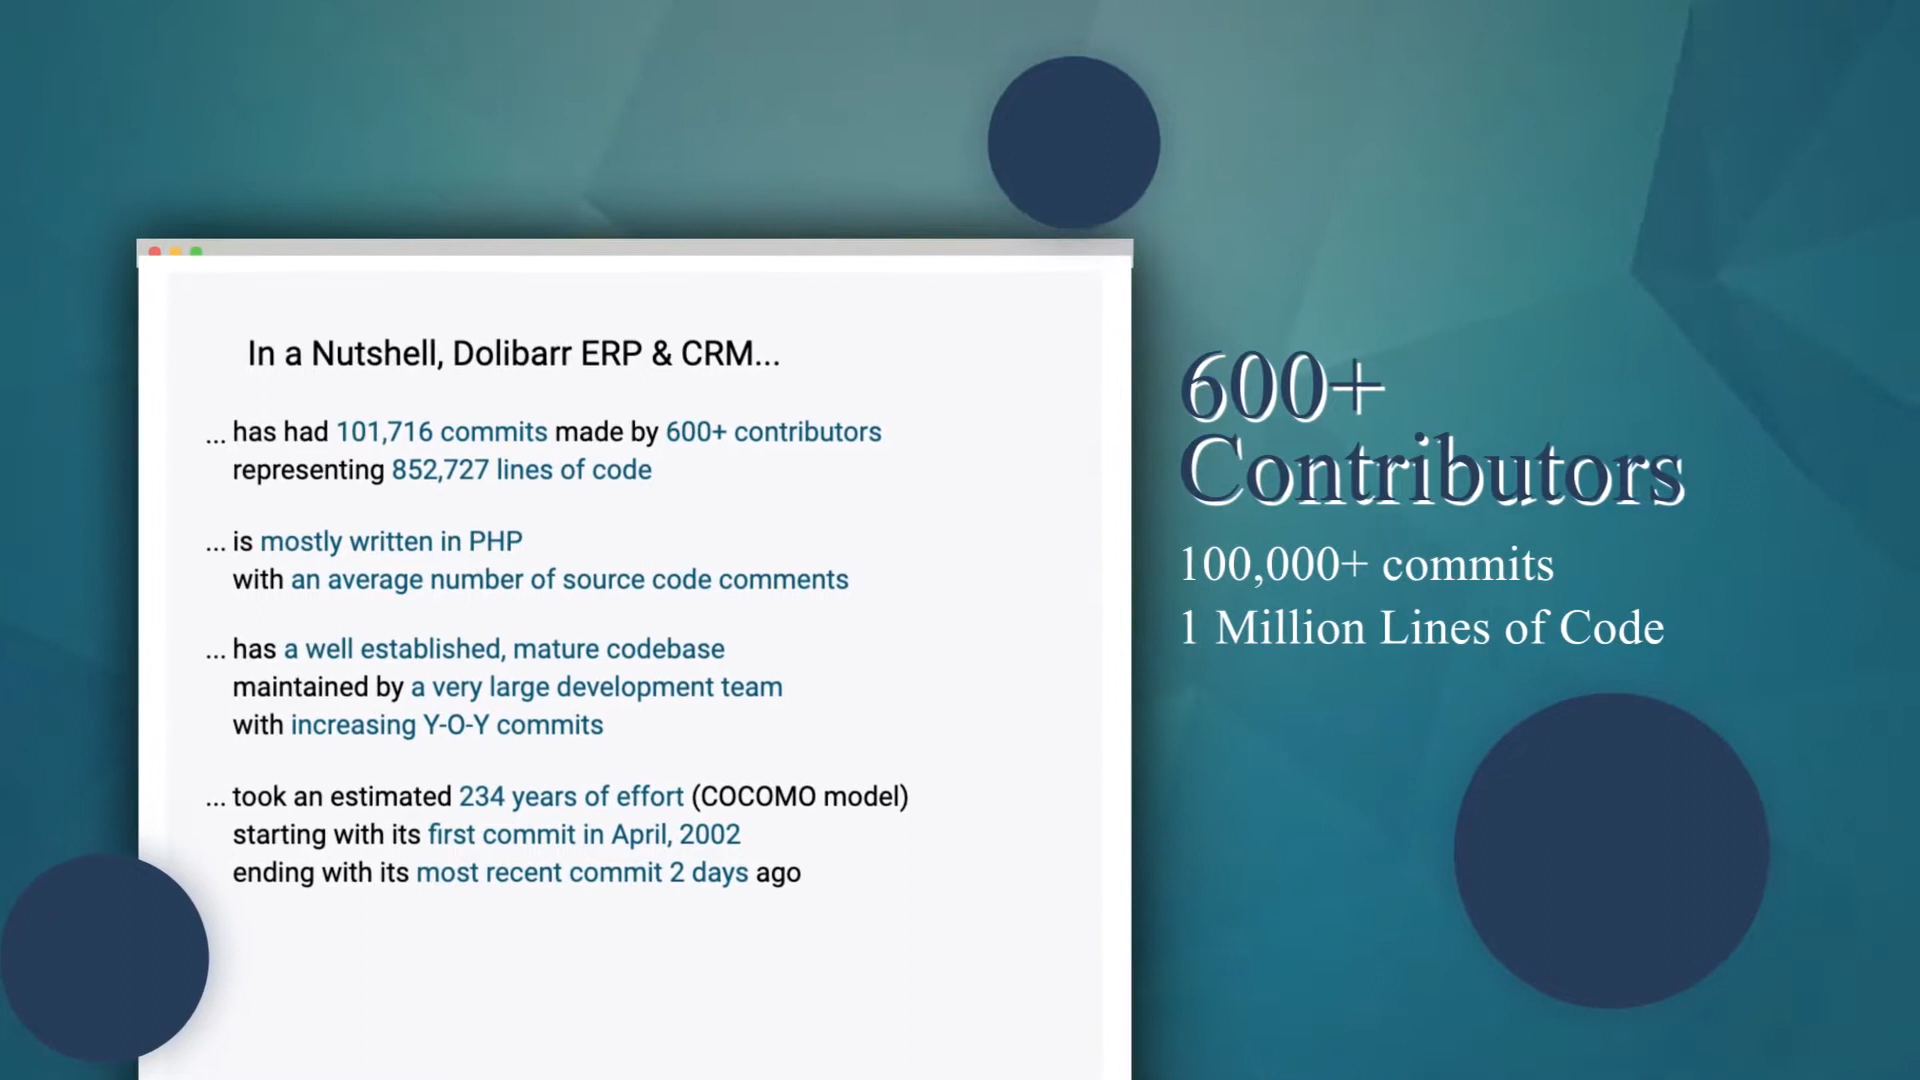 In a Nutshell, Dolibarr ERP & CRM...
... has had 101,716 commits made by 600+ contributors
representing 852,727 lines of code
... is mostly written in PHP
with an average number of source code comments
... has a well established, mature codebase
maintained by a very large development team
with increasing Y-O-Y commits
... took an estimated 234 years of effort (COCOMO model)
starting with its first commit in April, 2002
ending with its most recent commit 2 days ago
600+
Contributors
100,000+ commits
1 Million Lines of Code